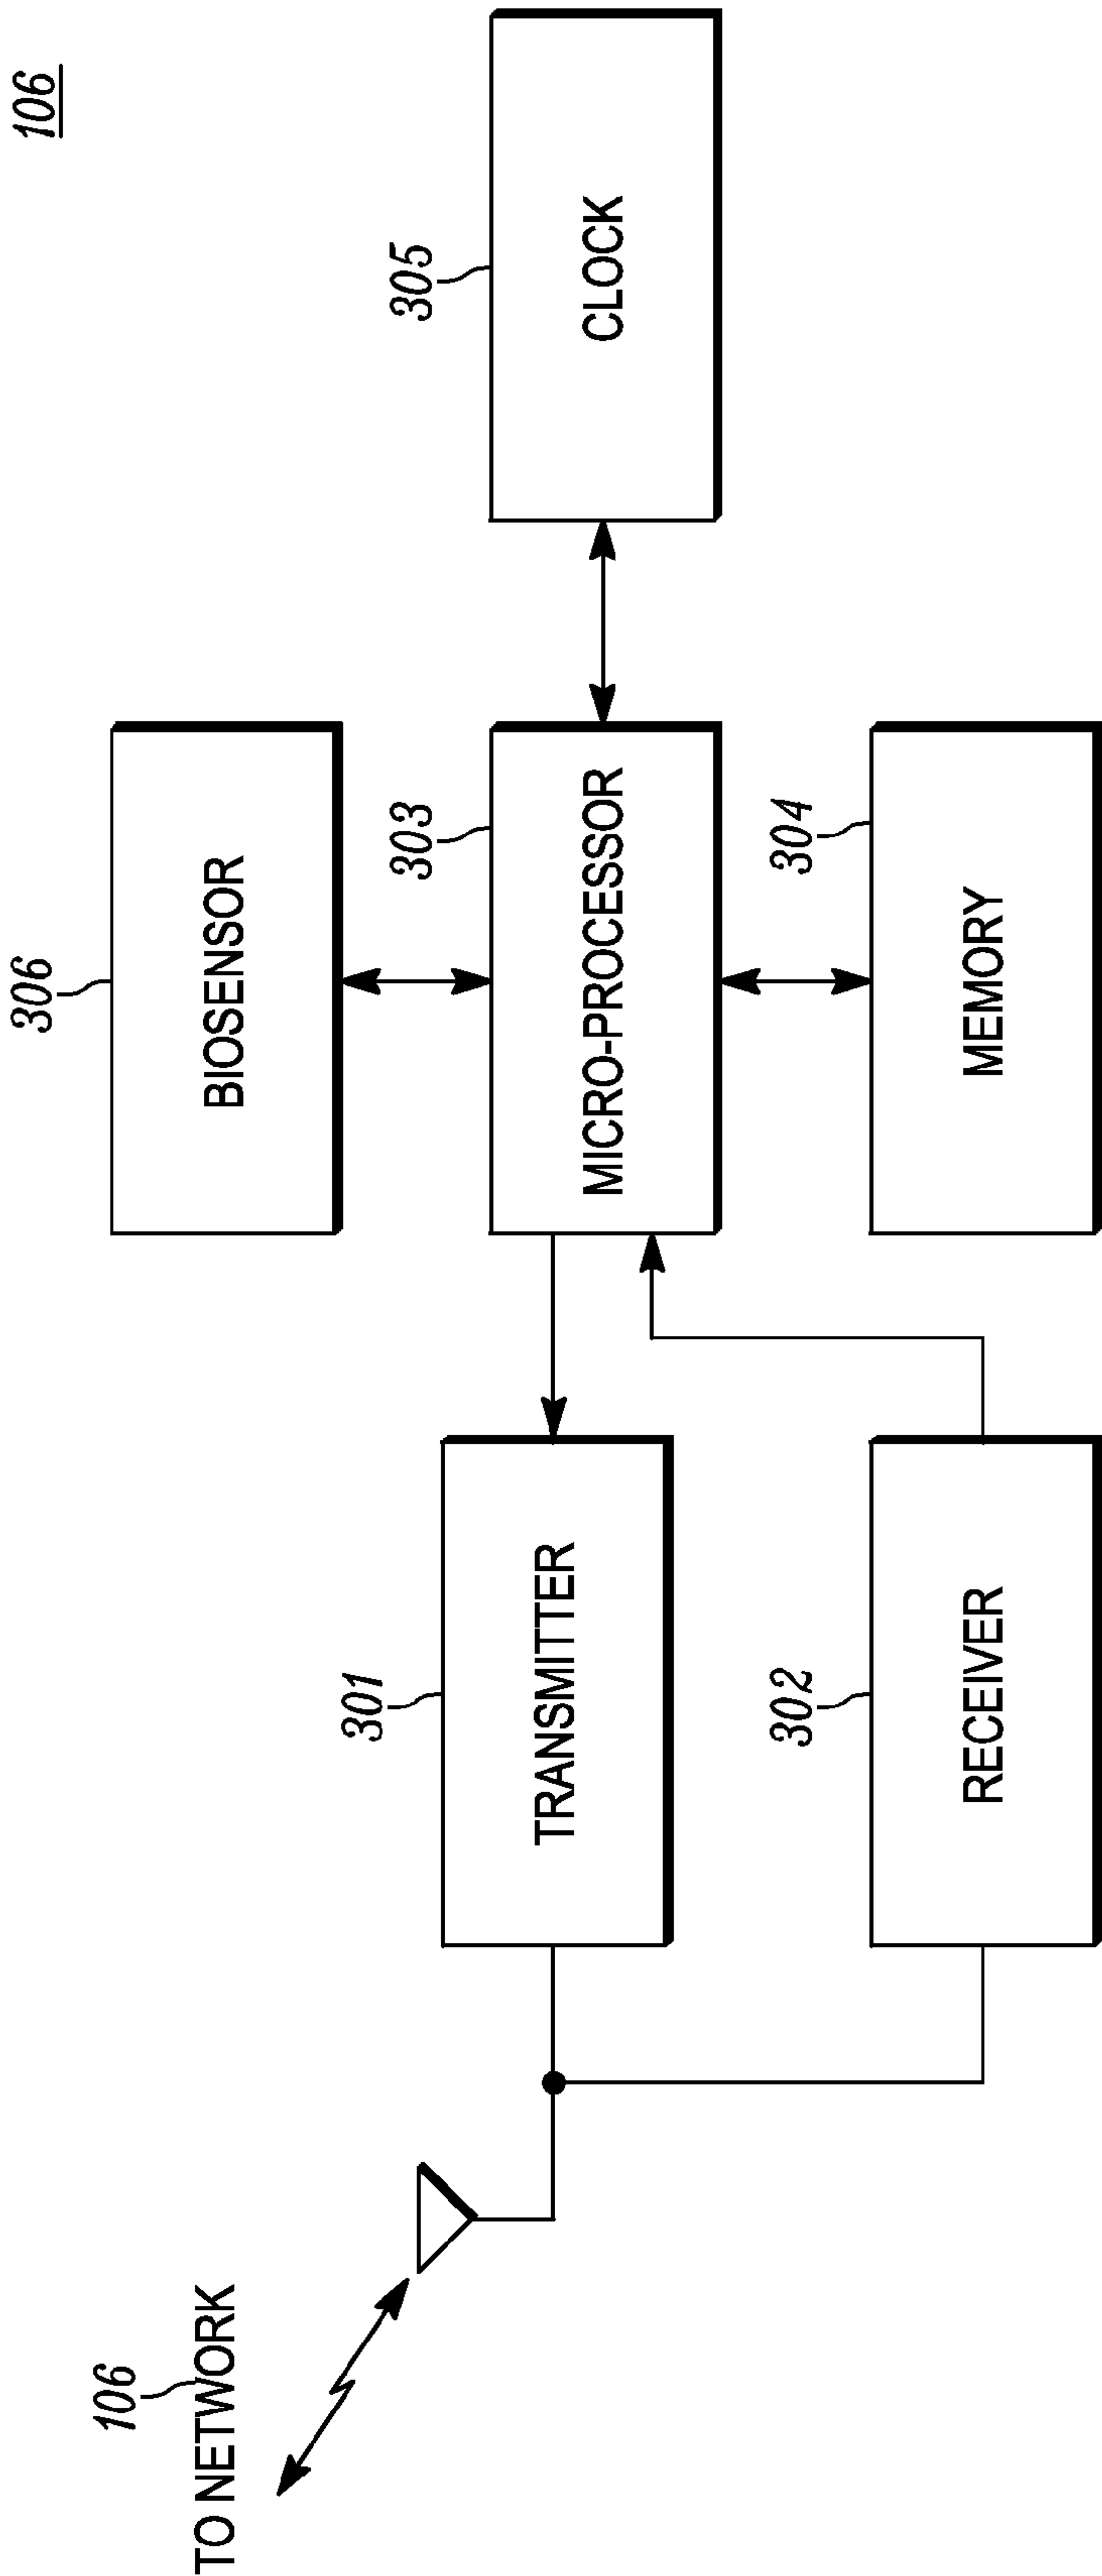 106
306
BIOSENSOR
305
CLOCK
303
MICRO-PROCESSOR
304
MEMORY
301
TRANSMITTER
302
RECEIVER
106
TO NETWORK